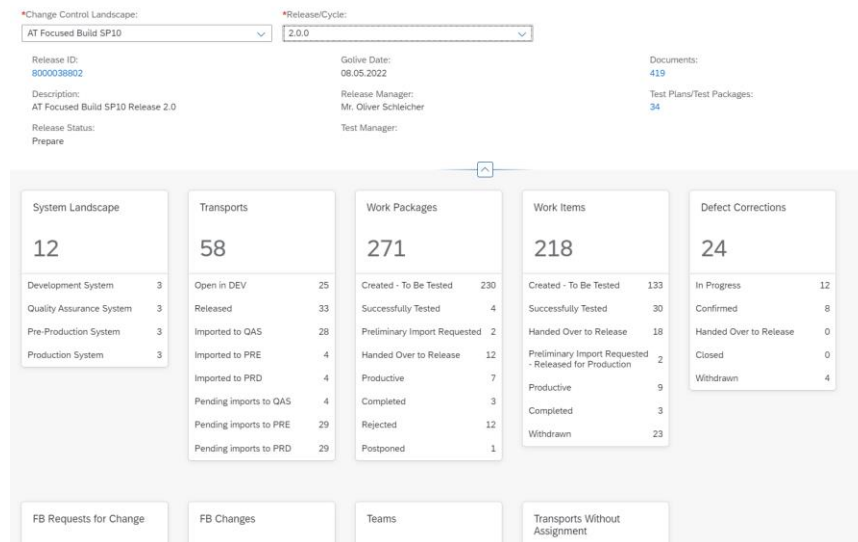 *Change Control Landscape:
AT Focused Build SP10
*Release/Cycle:
2.0.0
Release ID:
8000038802
Golive Date:
08.05.2022
Documents:
419
Description:
AT Focused Build SP10 Release 2.0
Release Manager:
Mr. Oliver Schleicher
Test Plans/Test Packages:
34
Release Status:
Prepare
Test Manager:
System Landscape
12
Development System 3
Quality Assurance System 3
Pre-Production System 3
Production System 3
Transports
58
Open in DEV 25
Released 33
Imported to QAS 28
Imported to PRE 4
Imported to PRD 4
Pending imports to QAS 4
Pending imports to PRE 29
Pending imports to PRD 29
Work Packages
271
Created - To Be Tested 230
Successfully Tested 4
Preliminary Import Requested 2
Handed Over to Release 12
Productive 7
Completed 3
Rejected 12
Postponed 1
Work Items
218
Created - To Be Tested 133
Successfully Tested 30
Handed Over to Release 18
Preliminary Import Requested
- Released for Production 2
Productive 9
Completed 3
Withdrawn 23
Defect Corrections
24
In Progress 12
Confirmed 8
Handed Over to Release 0
Closed 0
Withdrawn 4
FB Requests for Change
FB Changes
Teams
Transports Without
Assignment